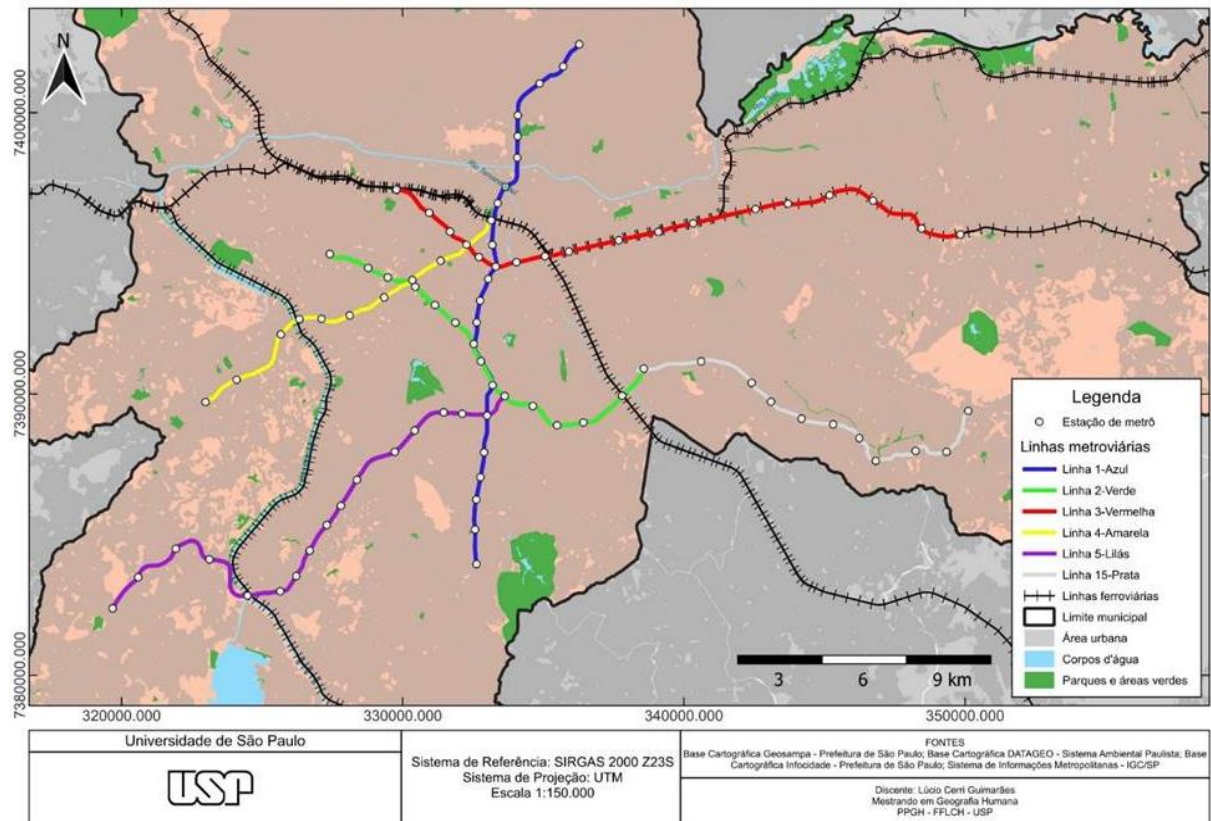 N
7400000.000
7390000.000
7380000.000
320000.000
330000.000
340000.000
350000.000
Legenda
Estação de metrô
Linhas metroviárias
Linha 1-Azul
Linha 2-Verde
Linha 3-Vermelha
Linha 4-Amarela
Linha 5-Lilás
Linha 15-Prata
Linhas ferroviárias
Limite municipal
Área urbana
Corpos d'água
Parques e áreas verdes
3 6 9 km
Universidade de São Paulo
USP
Sistema de Referência: SIRGAS 2000 Z23S
Sistema de Projeção: UTM
Escala 1:150.000
FONTES
Base Cartográfica Geosampa - Prefeitura de São Paulo; Base Cartográfica DATAGEO - Sistema Ambiental Paulista; Base
Cartográfica Infocidade - Prefeitura de São Paulo; Sistema de Informações Metropolitanas - IGC/SP
Discente: Lúcio Cerri Guimarães
Mestrando em Geografia Humana
PPGH - FFLCH - USP